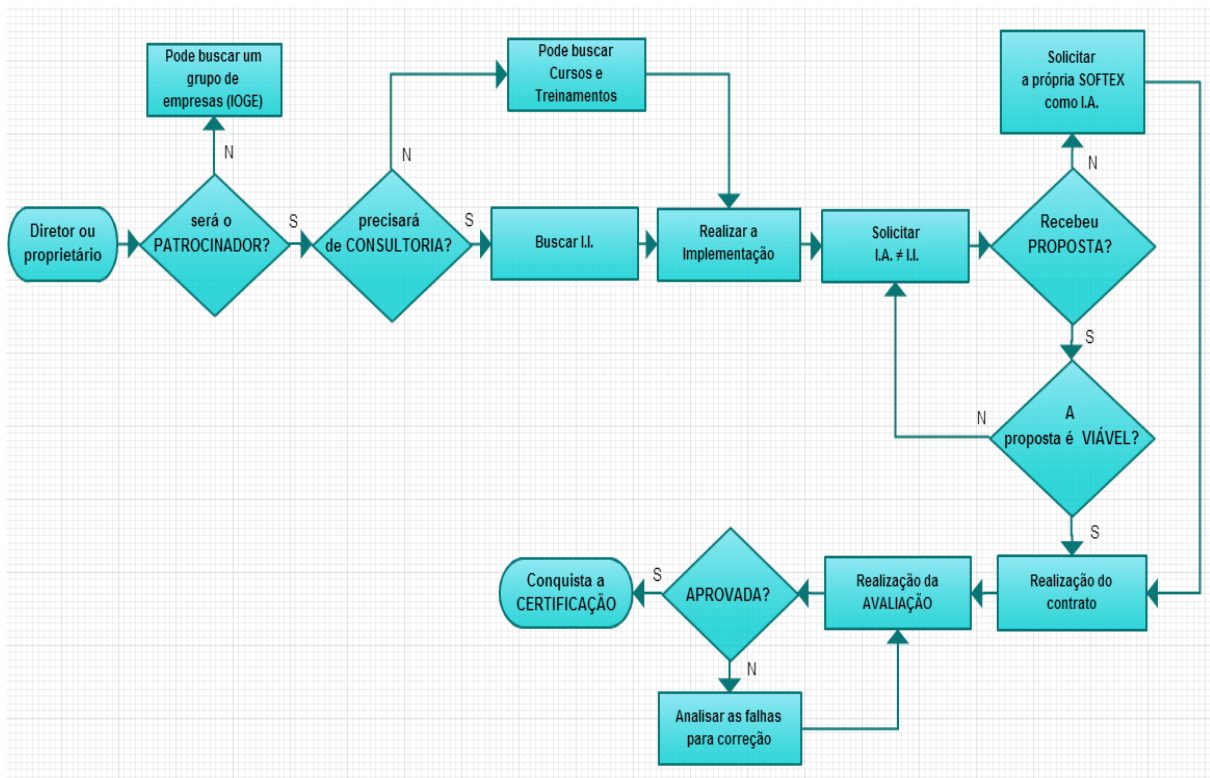 Pode buscar um
grupo de
empresas (IOGE)
Pode buscar
Cursos e
Treinamentos
Solicitar
a própria SOFTEX
como I.A.
N
N
N
Diretor ou
proprietário
será o
PATROCINADOR?
S
precisará
de CONSULTORIA?
S
Buscar I.I.
Realizar a
Implementação
Solicitar
I.A. ≠ I.I.
Recebeu
PROPOSTA?
S
A
proposta é VIÁVEL?
N
S
Conquista a
CERTIFICAÇÃO
S
APROVADA?
Realização da
AVALIAÇÃO
Realização do
contrato
N
Analisar as falhas
para correção